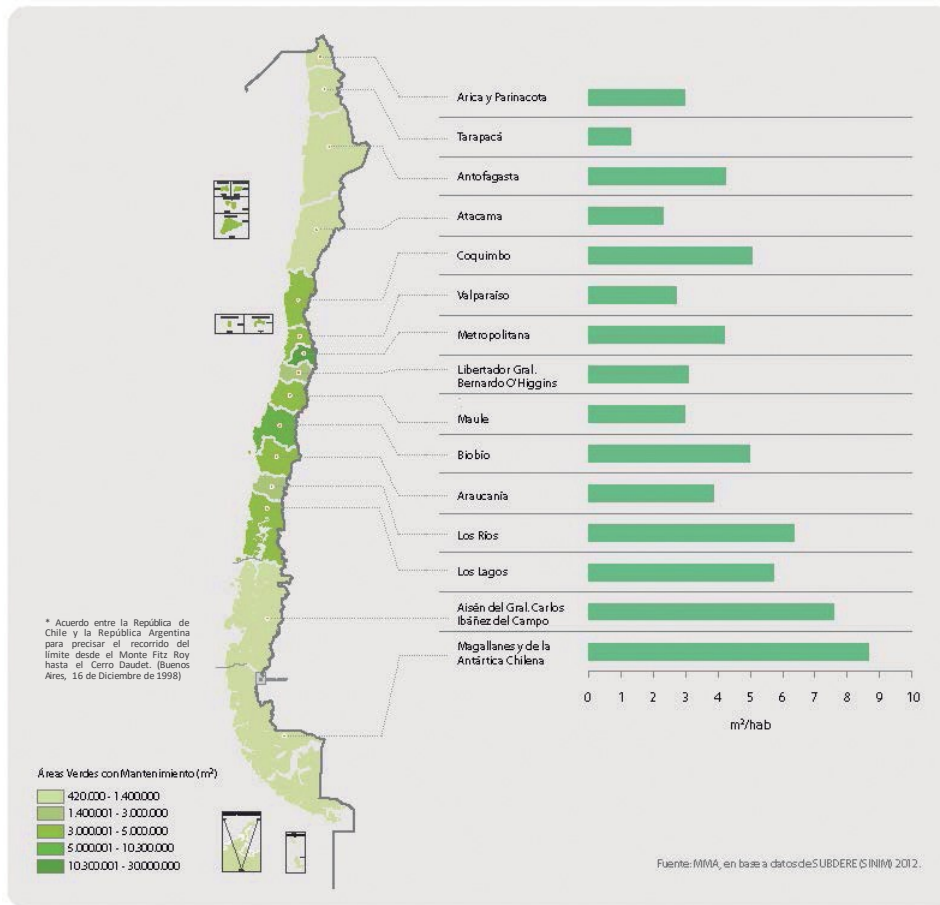 Arica y Parinacota
Tarapacá
Antofagasta
Atacama
Coquimbo
Valparaíso
Metropolitana
Libertador Gral.
Bernardo O'Higgins
Maule
Biobío
Araucanía
Los Ríos
Los Lagos
Aisén del Gral. Carlos
Ibáñez del Campo
Magallanes y de la
Antártica Chilena
0 1 2 3 4 5 6 7 8 9 10
m²/hab
* Acuerdo entre la República de
Chile y la República Argentina
para precisar el recorrido del
límite desde el Monte Fitz Roy
hasta el Cerro Daudet. (Buenos
Aires, 16 de Diciembre de 1998)
Áreas Verdes con Mantenimiento (m²)
420.000 - 1.400.000
1.400.001 - 3.000.000
3.000.001 - 5.000.000
5.000.001 - 10.300.000
10.300.001 - 30.000.000
Fuente: MMA, en base a datos de SUBDERE (SINIM) 2012.